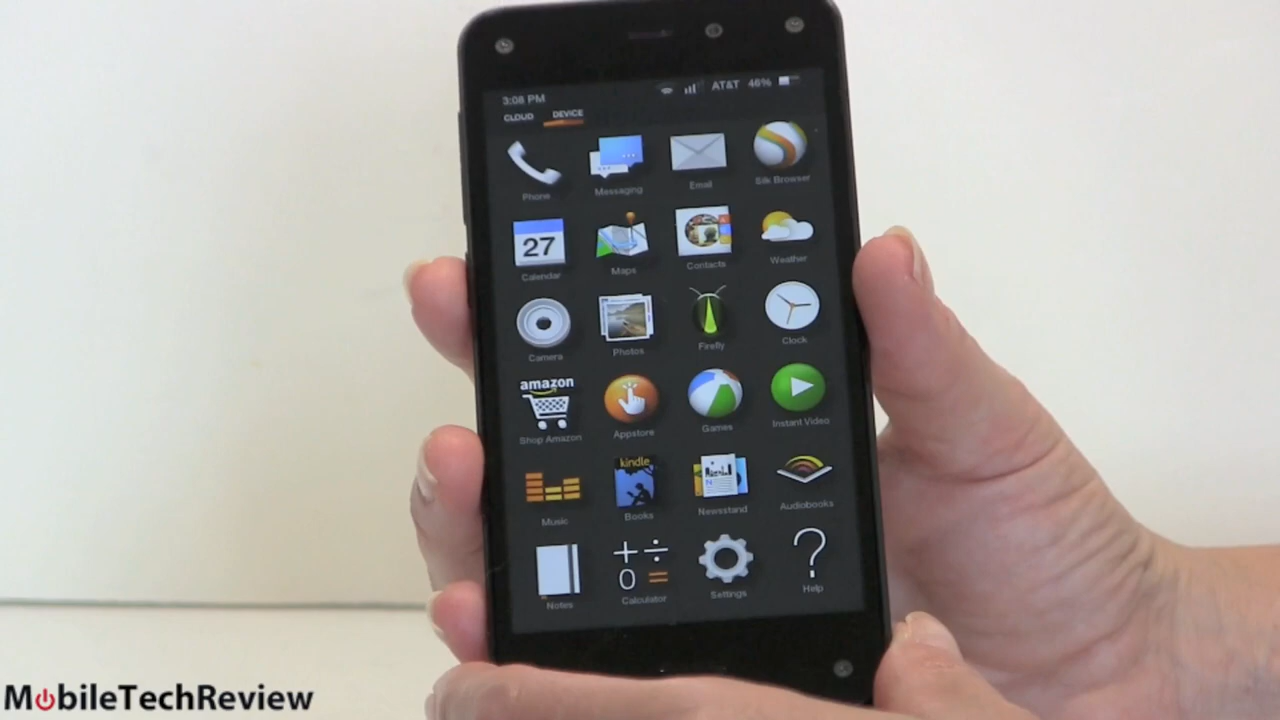 3:08 PM AT&T 46%
CLOUD DEVICE
Phone Messaging Email Silk Browser
27
Calendar Maps Contacts Weather
Camera Photos Firefly Clock
amazon
Shop Amazon Appstore Games Instant Video
kindle
Music Books Newsstand Audiobooks
+ ÷
0 = ?
Notes Calculator Settings Help
MobileTechReview